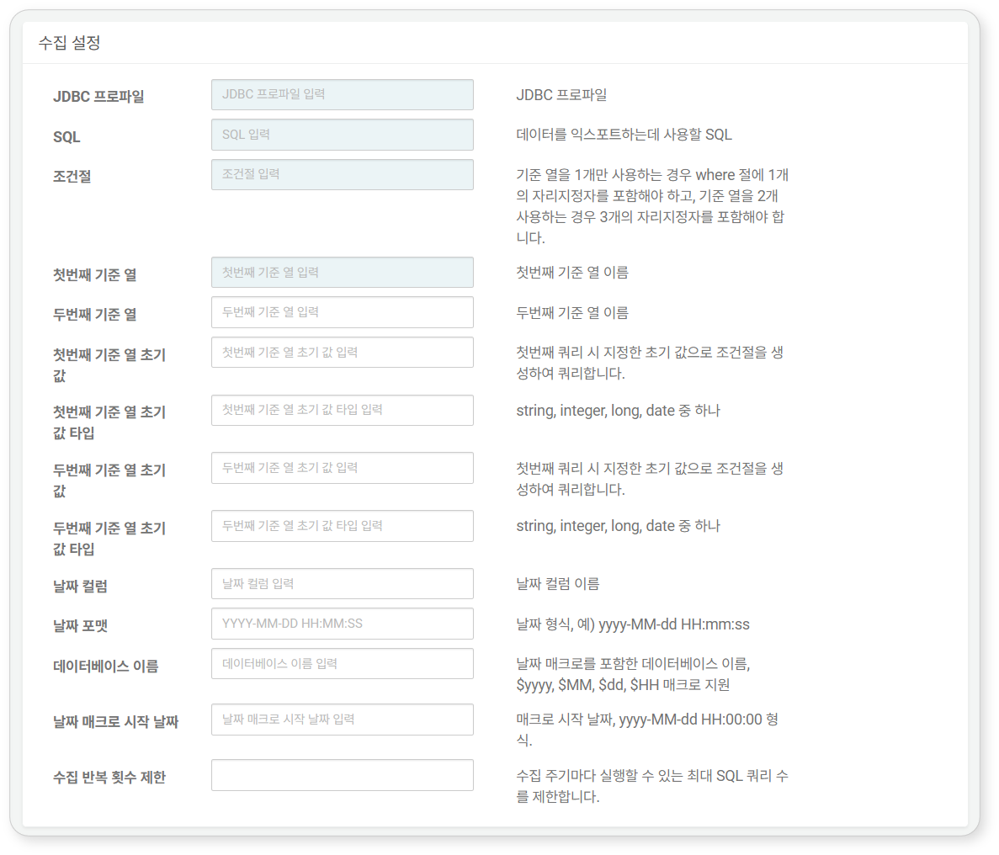 수집 설정
JDBC 프로파일
JDBC 프로파일 입력
JDBC 프로파일
SQL
SQL 입력
데이터를 익스포트하는데 사용할 SQL
조건절
조건절 입력
기준 열을 1개만 사용하는 경우 where 절에 1개
의 자리지정자를 포함해야 하고, 기준 열을 2개
사용하는 경우 3개의 자리지정자를 포함해야 합
니다.
첫번째 기준 열
첫번째 기준 열 입력
첫번째 기준 열 이름
두번째 기준 열
두번째 기준 열 입력
두번째 기준 열 이름
첫번째 기준 열 초기
값
첫번째 기준 열 초기 값 입력
첫번째 쿼리 시 지정한 초기 값으로 조건절을 생
성하여 쿼리합니다.
첫번째 기준 열 초기
값 타입
첫번째 기준 열 초기 값 타입 입력
string, integer, long, date 중 하나
두번째 기준 열 초기
값
두번째 기준 열 초기 값 입력
첫번째 쿼리 시 지정한 초기 값으로 조건절을 생
성하여 쿼리합니다.
두번째 기준 열 초기
값 타입
두번째 기준 열 초기 값 타입 입력
string, integer, long, date 중 하나
날짜 컬럼
날짜 컬럼 입력
날짜 컬럼 이름
날짜 포맷
YYYY-MM-DD HH:MM:SS
날짜 형식, 예) yyyy-MM-dd HH:mm:ss
데이터베이스 이름
데이터베이스 이름 입력
날짜 매크로를 포함한 데이터베이스 이름,
$yyyy, $MM, $dd, $HH 매크로 지원
날짜 매크로 시작 날짜
날짜 매크로 시작 날짜 입력
매크로 시작 날짜, yyyy-MM-dd HH:00:00 형
식.
수집 반복 횟수 제한
수집 주기마다 실행할 수 있는 최대 SQL 쿼리 수
를 제한합니다.